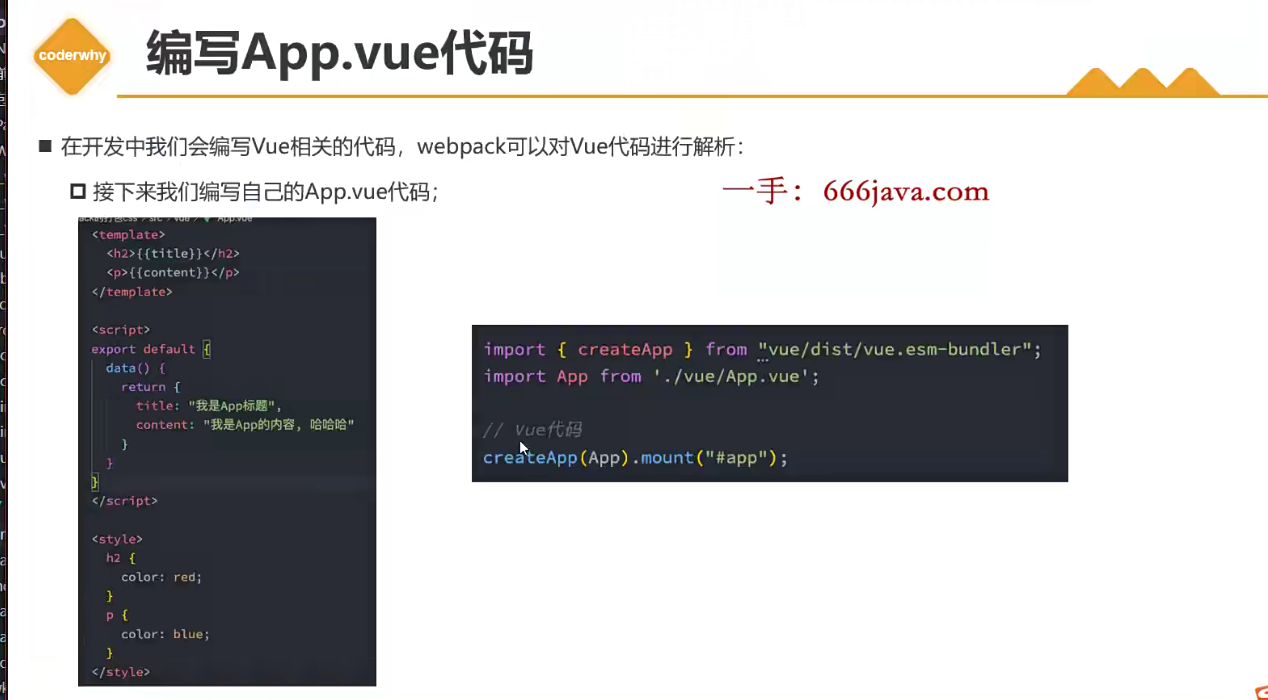 coderwhy
编写App.vue代码
■ 在开发中我们会编写Vue相关的代码，webpack可以对Vue代码进行解析：
接下来我们编写自己的App.vue代码；
一手：666java.com
<template>
<h2>{{title}}</h2>
<p>{{content}}</p>
</template>
<script>
export default {
data() {
return {
title: "我是App标题",
content: "我是App的内容, 哈哈哈"
}
}
}
</script>
<style>
h2 {
color: red;
}
p {
color: blue;
}
</style>
import { createApp } from "vue/dist/vue.esm-bundler";
import App from './vue/App.vue';
// Vue代码
createApp(App).mount("#app");